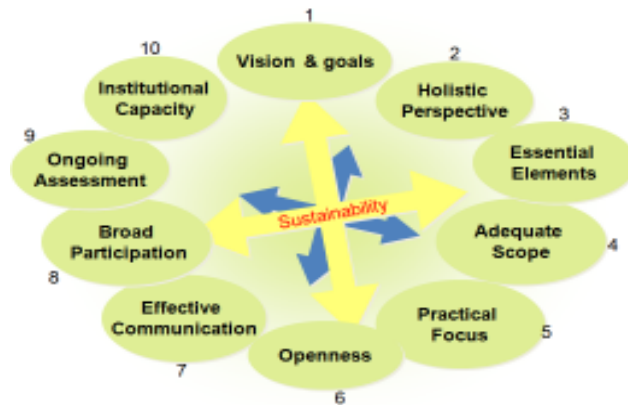 1
Vision & goals
2
Holistic
Perspective
3
Essential
Elements
4
Adequate
Scope
5
Practical
Focus
6
Openness
7
Effective
Communication
8
Broad
Participation
9
Ongoing
Assessment
10
Institutional
Capacity
Sustainability